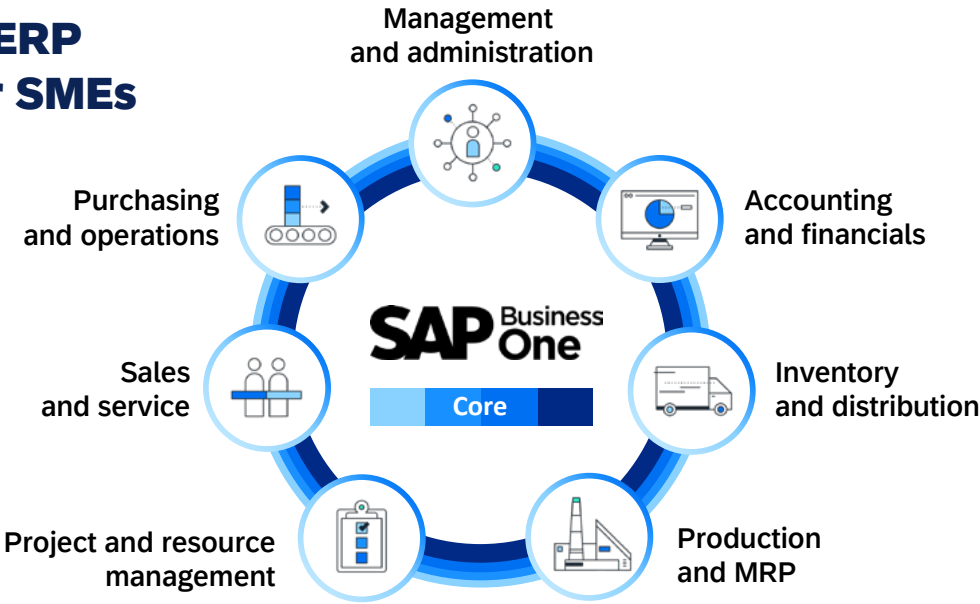 ERP
SMEs
Management
and administration
Purchasing
and operations
Accounting
and financials
SAP Business
One
Core
Sales
and service
Inventory
and distribution
Project and resource
management
Production
and MRP